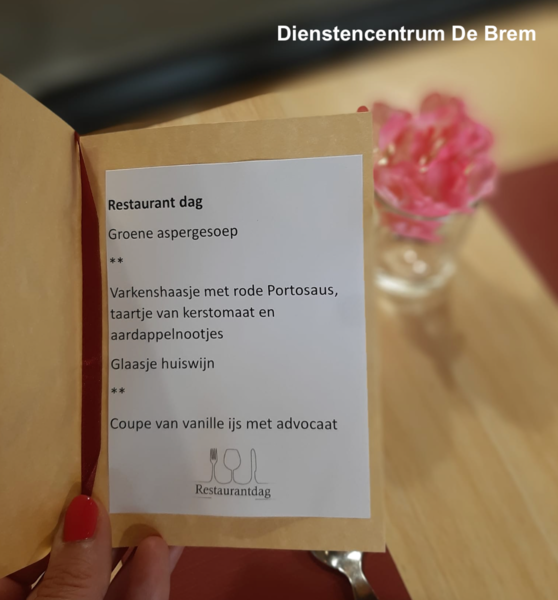 Dienstencentrum De Brem
Restaurant dag
Groene aspergesoep
**
Varkenshaasje met rode Portosaus,
taartje van kerstomaat en
aardappelnootjes
Glaasje huiswijn
**
Coupe van vanille ijs met advocaat
Restaurantdag